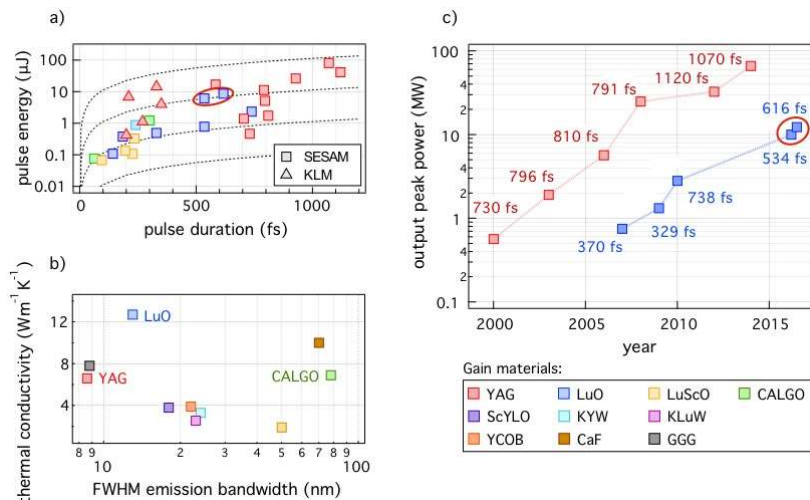 a)
pulse energy (µJ)
100
10
1
0.1
0.01
SESAM
KLM
0
500
1000
pulse duration (fs)
b)
thermal conductivity (Wm⁻¹K⁻¹)
12
8
4
LuO
YAG
CALGO
8 9 2 3 4 5 6 7 8 9
10 100
FWHM emission bandwidth (nm)
c)
output peak power (MW)
100
4
2
10
4
2
1
4
2
0.1
1070 fs
791 fs
1120 fs
616 fs
810 fs
534 fs
796 fs
738 fs
730 fs
329 fs
370 fs
2000 2005 2010 2015
year
Gain materials:
YAG LuO LuScO CALGO
ScYLO KYW KLuW
YCOB CaF GGG